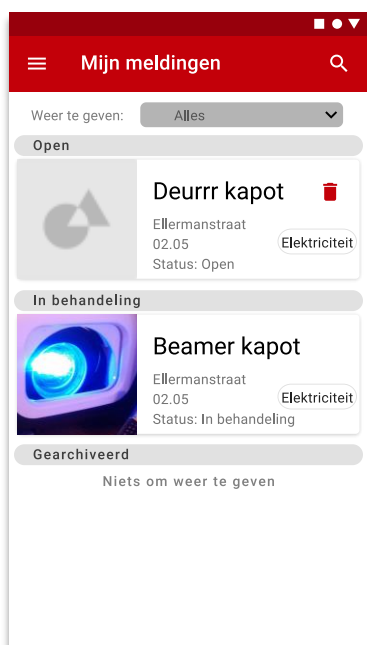 Mijn meldingen
Weer te geven: Alles
Open
Deurrr kapot
Ellermanstraat
02.05
Elektriciteit
Status: Open
In behandeling
Beamer kapot
Ellermanstraat
02.05
Elektriciteit
Status: In behandeling
Gearchiveerd
Niets om weer te geven